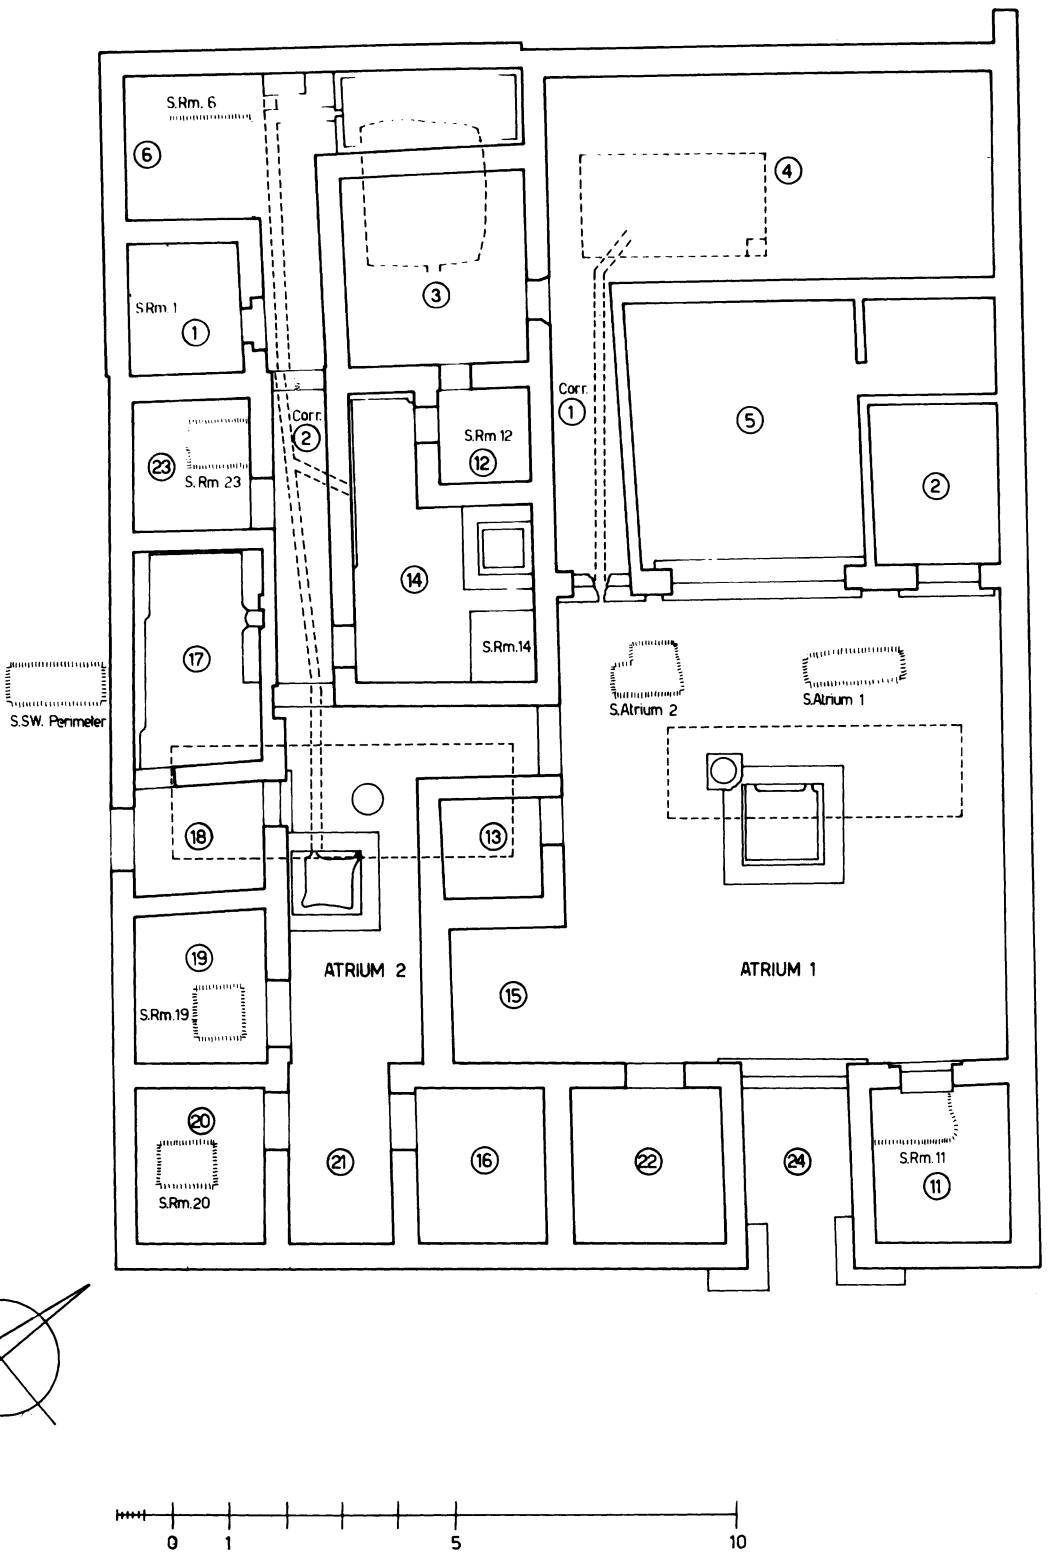 S.Rm. 6
6
4
3
S.Rm. 1
1
Corr.
1
Corr.
2
5
S.Rm 12
12
23
S. Rm 23
2
14
S.Rm.14
17
S.SW. Perimeter
S.Atrium 2
S.Atrium 1
18
13
19
ATRIUM 2
ATRIUM 1
15
S.Rm.19
20
21
16
22
24
S.Rm.11
11
S.Rm.20
0 1 5 10